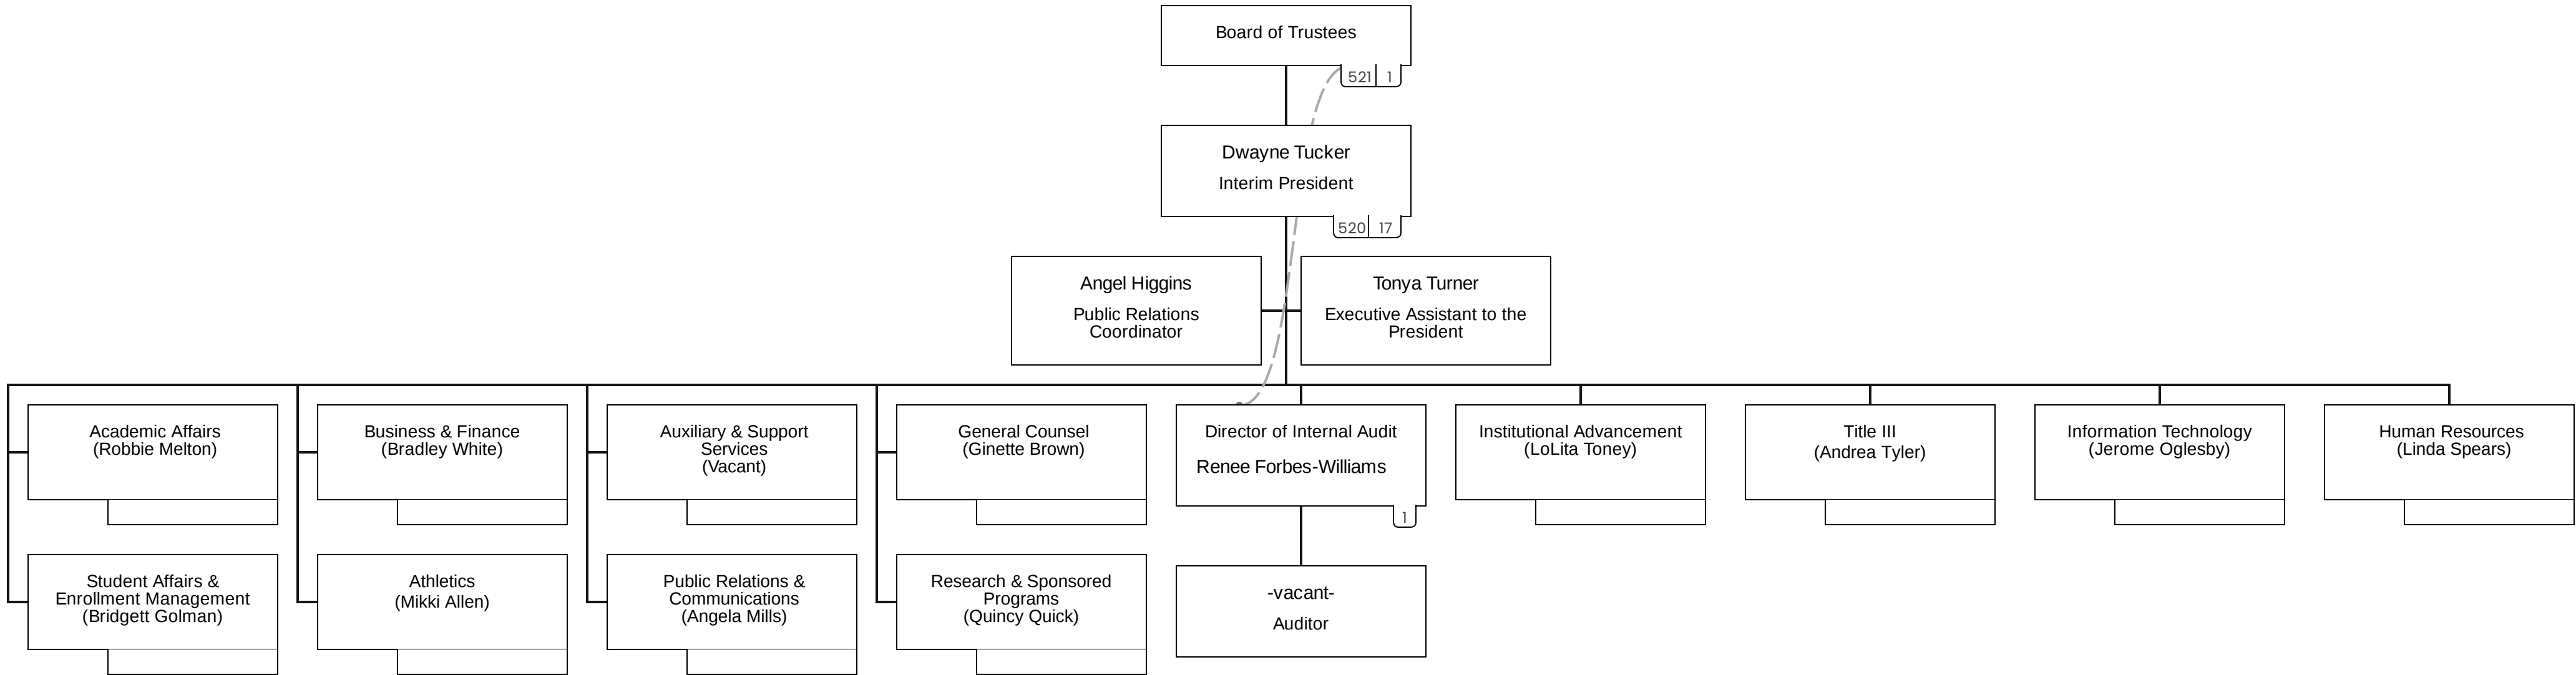 Board of Trustees
521 1
Dwayne Tucker
Interim President
520 17
Angel Higgins
Public Relations
Coordinator
Tonya Turner
Executive Assistant to the
President
Academic Affairs
(Robbie Melton)
Business & Finance
(Bradley White)
Auxiliary & Support
Services
(Vacant)
General Counsel
(Ginette Brown)
Director of Internal Audit
Renee Forbes-Williams
1
Institutional Advancement
(LoLita Toney)
Title III
(Andrea Tyler)
Information Technology
(Jerome Oglesby)
Human Resources
(Linda Spears)
Student Affairs &
Enrollment Management
(Bridgett Golman)
Athletics
(Mikki Allen)
Public Relations &
Communications
(Angela Mills)
Research & Sponsored
Programs
(Quincy Quick)
-vacant-
Auditor